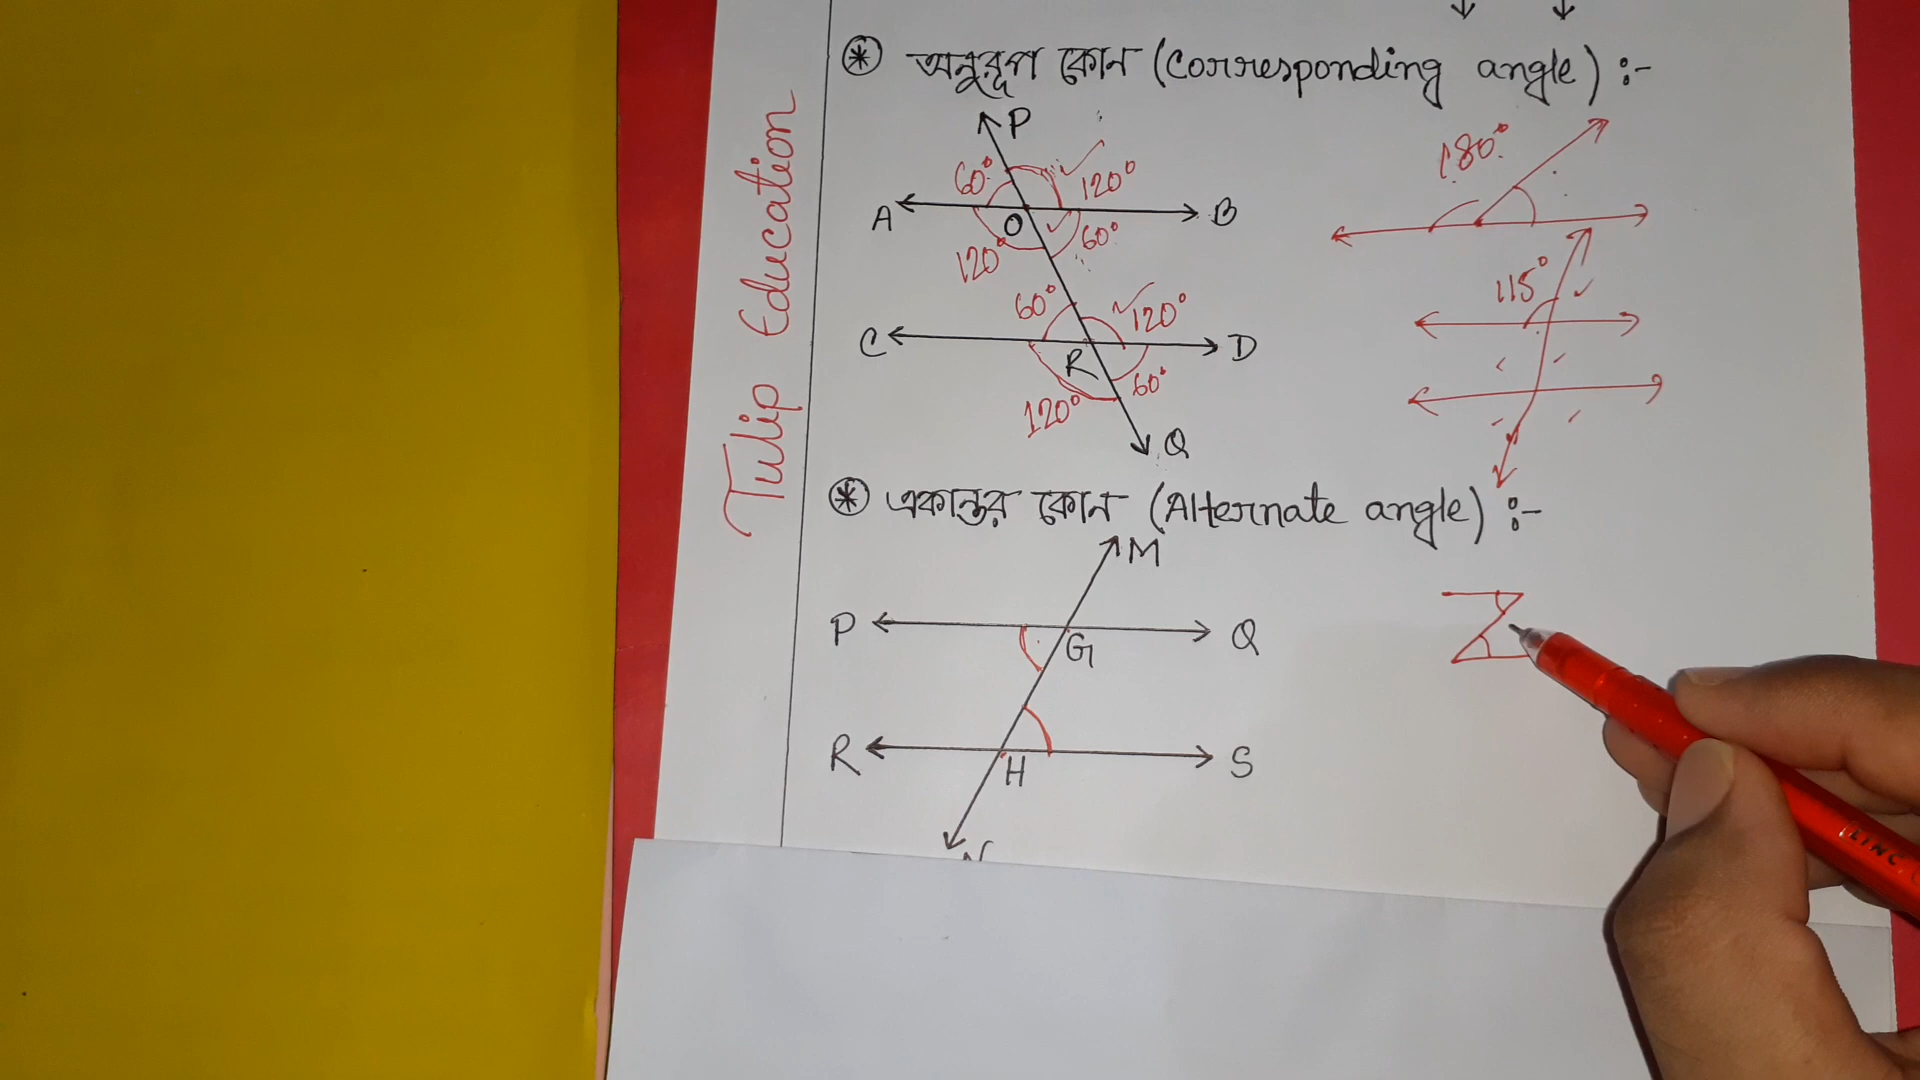 Tulip Education
* অনুরূপ কোন (Corresponding angle) :-
P
60° 120°
A O B
120° 60°
60° 120°
C R D
120° 60°
Q
180°
115°
* একান্তর কোন (Alternate angle) :-
M
P G Q
R H S
N
Z
LINC